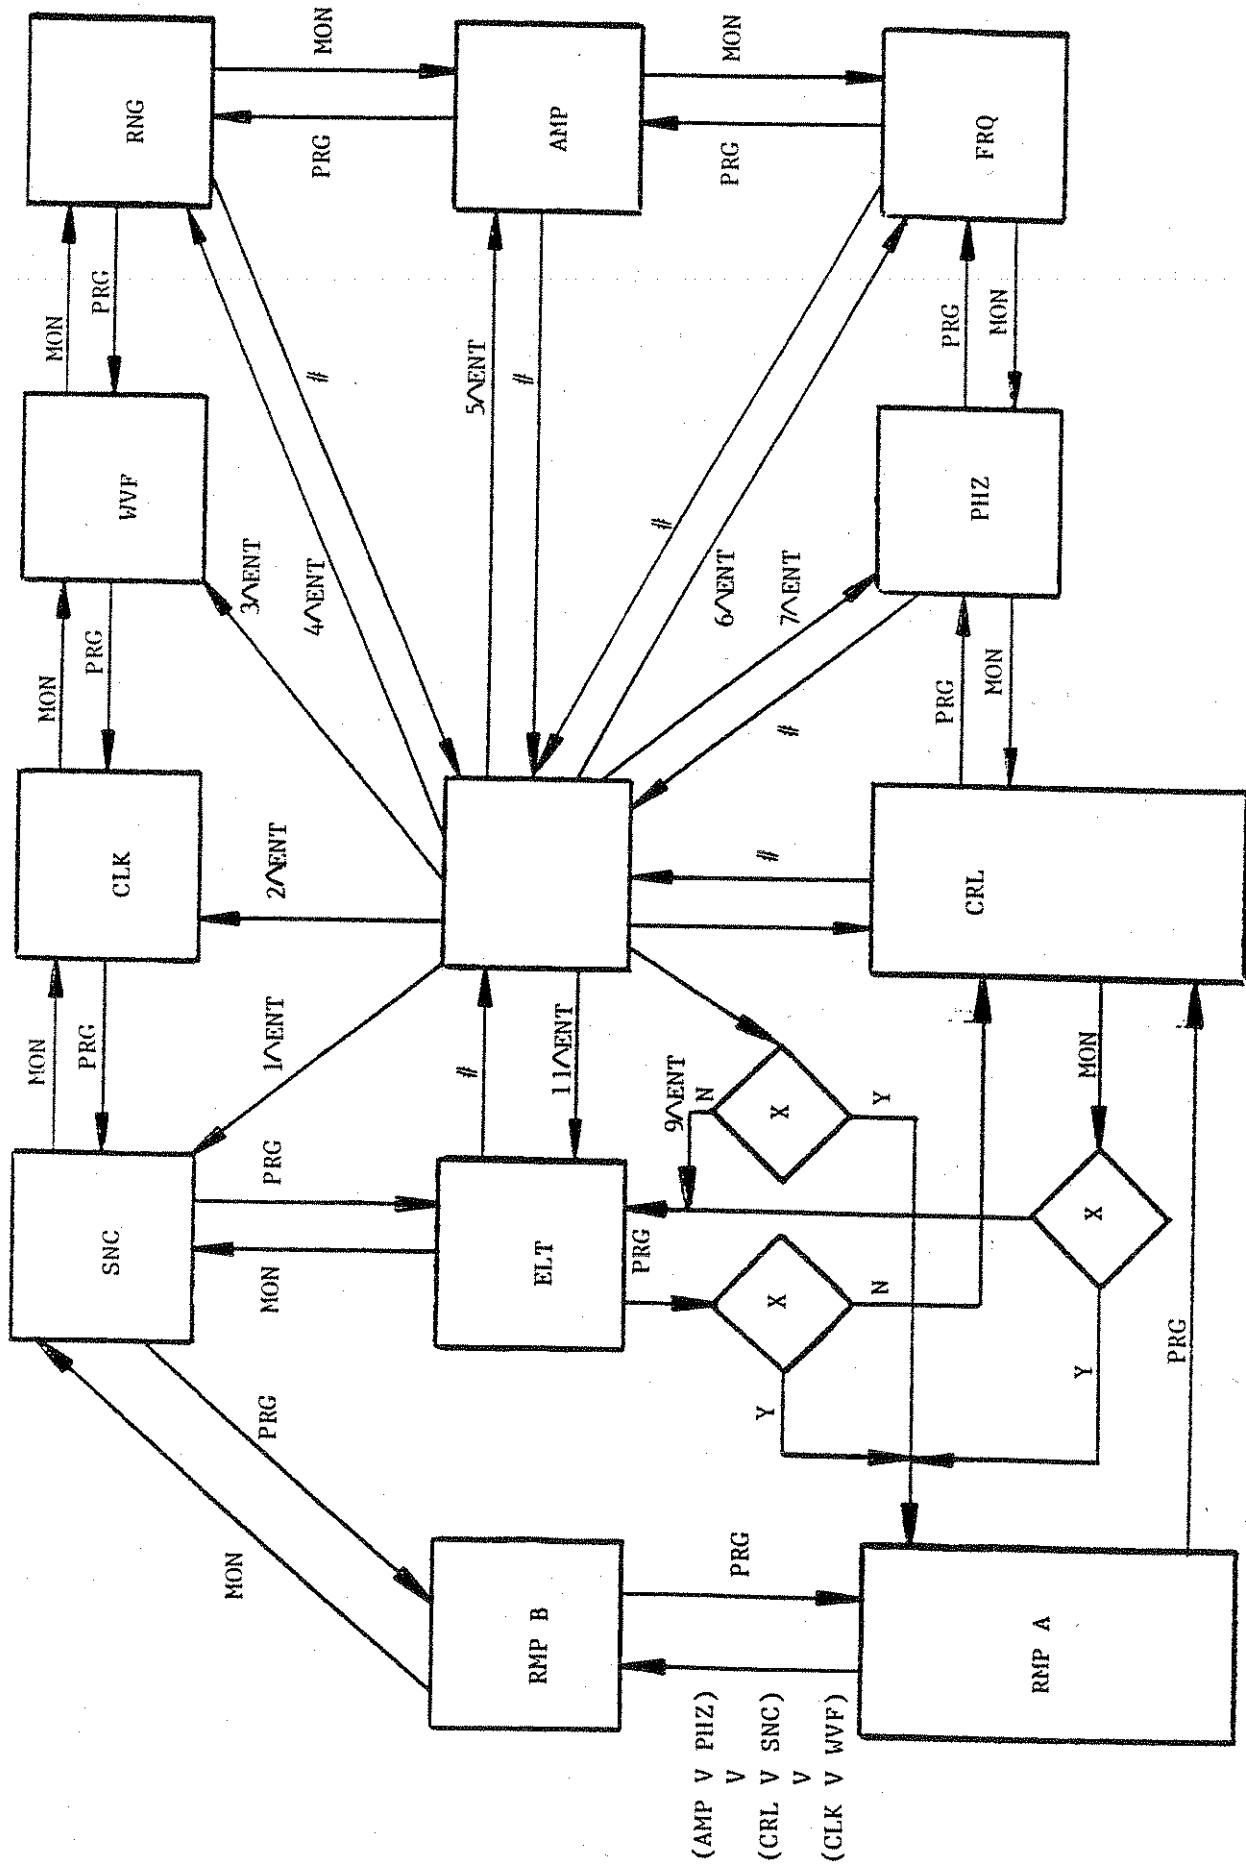 MON
MON
MON
PRG
PRG
PRG
SNC
CLK
WVF
RNG
MON
3∧ENT
PRG
MON
PRG
1∧ENT
2∧ENT
4∧ENT
#
PRG
MON
#
5∧ENT
#
RMP B
ELT
11∧ENT
AMP
PRG
#
9∧ENT
N
6∧ENT
PRG
MON
(AMP V PHZ)
V
(CRL V SNC)
V
(CLK V WVF)
PRG
Y
X
X
#
#
7∧ENT
N
Y
PRG
PRG
CRL
PHZ
FRQ
MON
MON
RMP A
Y
MON
X
PRG